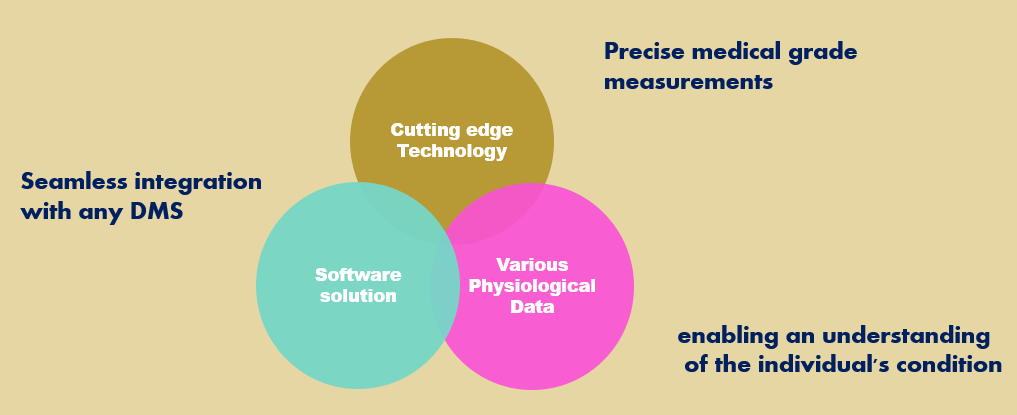 Precise medical grade
measurements
Cutting edge
Technology
Seamless integration
with any DMS
Software
solution
Various
Physiological
Data
enabling an understanding
of the individual's condition